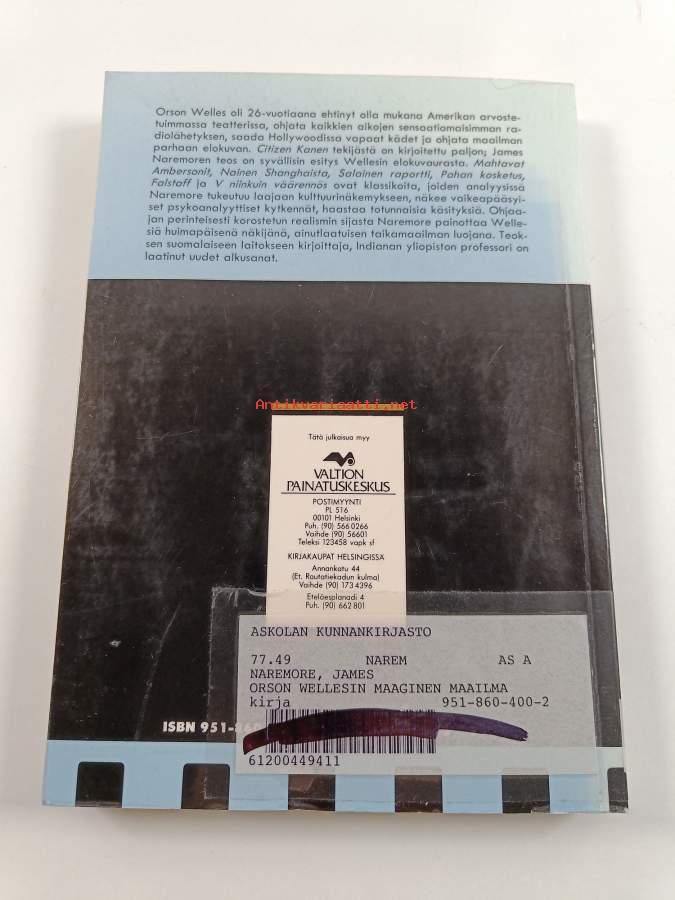 Orson Welles oli 26-vuotiaana ehtinyt olla mukana Amerikan arvoste-
tuimmassa teatterissa, ohjata kaikkien aikojen sensaatiomaisimman ra-
diolähetyksen, saada Hollywoodissa vapaat kädet ja ohjata maailman
parhaan elokuvan. Citizen Kanen tekijästä on kirjoitettu paljon; James
Naremoren teos on syvällisin esitys Wellesin elokuvaurasta. Mahtavat
Ambersonit, Nainen Shanghaista, Salainen raportti, Pahan kosketus,
Falstaff ja V niinkuin väärennös ovat klassikoita, joiden analyysissä
Naremore tukeutuu laajaan kulttuurinäkemykseen, näkee vaikeapääsyi-
set psykoanalyyttiset kytkennät, haastaa totunnaisia käsityksiä. Ohjaa-
jan perinteisesti korostetun realismin sijasta Naremore painottaa Welle-
siä huimapäisenä näkijänä, ainutlaatuisen taikamaailman luojana. Teok-
sen suomalaiseen laitokseen kirjoittaja, Indianan yliopiston professori on
laatinut uudet alkusanat.
Antikvariaatti.net
Tätä julkaisua myy
VALTION
PAINATUSKESKUS
POSTIMYYNTI
PL 516
00101 Helsinki
Puh. (90) 566 0266
Vaihde (90) 56601
Teleksi 123458 vapk sf
KIRJAKAUPAT HELSINGISSÄ
Annankatu 44
(Et. Rautatiekadun kulma)
Vaihde (90) 173 4396
Eteläesplanadi 4
Puh. (90) 662 801
ASKOLAN KUNNANKIRJASTO
77.49 NAREM AS A
NAREMORE, JAMES
ORSON WELLESIN MAAGINEN MAAILMA
kirja 951-860-400-2
ISBN 951-860
61200449411